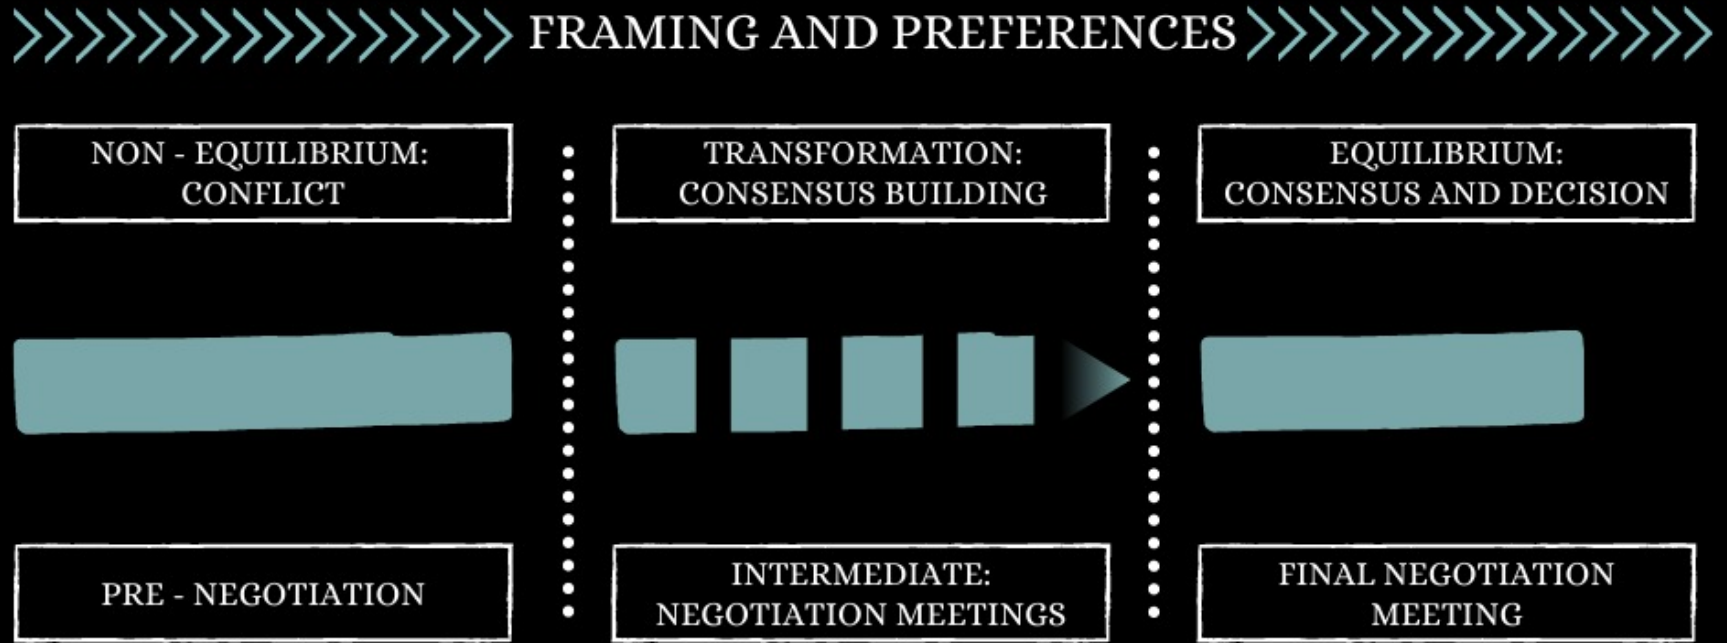 FRAMING AND PREFERENCES
NON - EQUILIBRIUM:
CONFLICT
TRANSFORMATION:
CONSENSUS BUILDING
EQUILIBRIUM:
CONSENSUS AND DECISION
PRE - NEGOTIATION
INTERMEDIATE:
NEGOTIATION MEETINGS
FINAL NEGOTIATION
MEETING